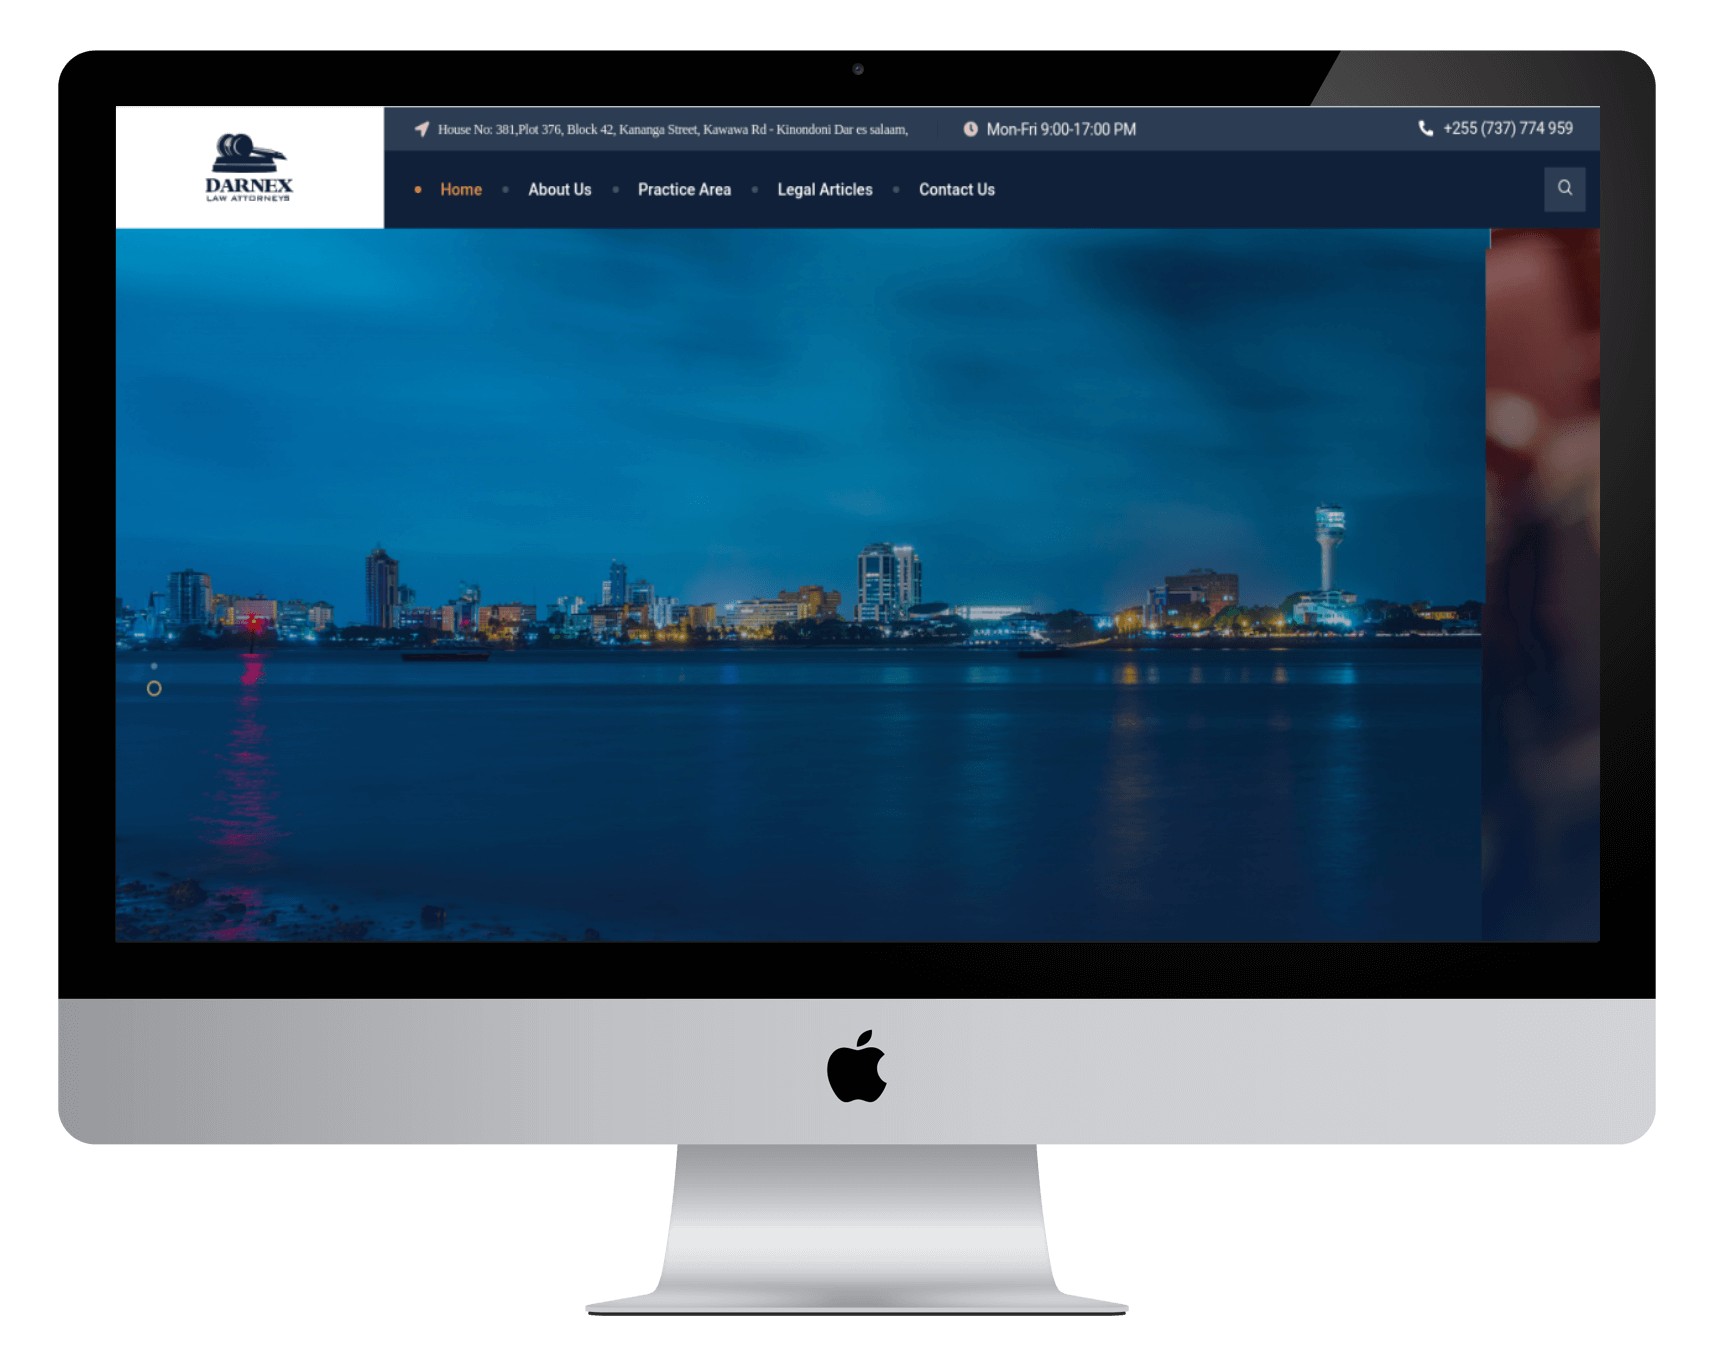 DARNEX
LAW ATTORNEYS
House No: 381,Plot 376, Block 42, Kananga Street, Kawawa Rd - Kinondoni Dar es salaam,
Mon-Fri 9:00-17:00 PM
+255 (737) 774 959
Home
About Us
Practice Area
Legal Articles
Contact Us